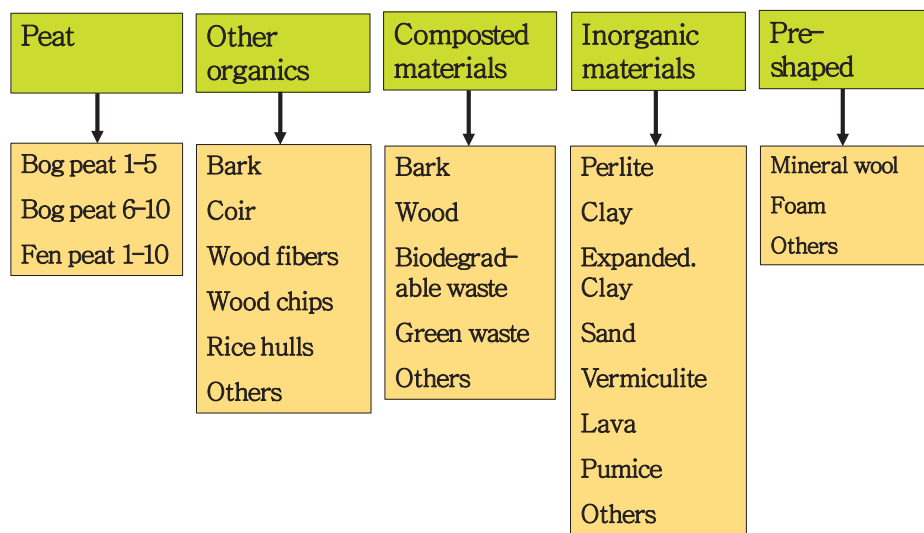 Peat
Bog peat 1-5
Bog peat 6-10
Fen peat 1-10
Other
organics
Bark
Coir
Wood fibers
Wood chips
Rice hulls
Others
Composted
materials
Bark
Wood
Biodegrad-
able waste
Green waste
Others
Inorganic
materials
Perlite
Clay
Expanded.
Clay
Sand
Vermiculite
Lava
Pumice
Others
Pre-
shaped
Mineral wool
Foam
Others